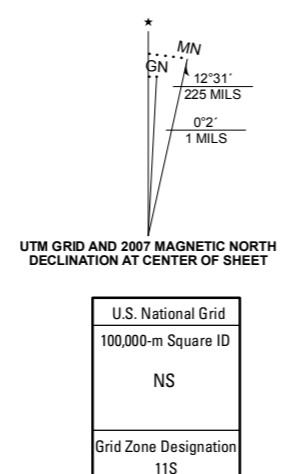 ★
MN
GN
12°31´
225 MILS
0°2´
1 MILS
UTM GRID AND 2007 MAGNETIC NORTH
DECLINATION AT CENTER OF SHEET
U.S. National Grid
100,000-m Square ID
NS
Grid Zone Designation
11S